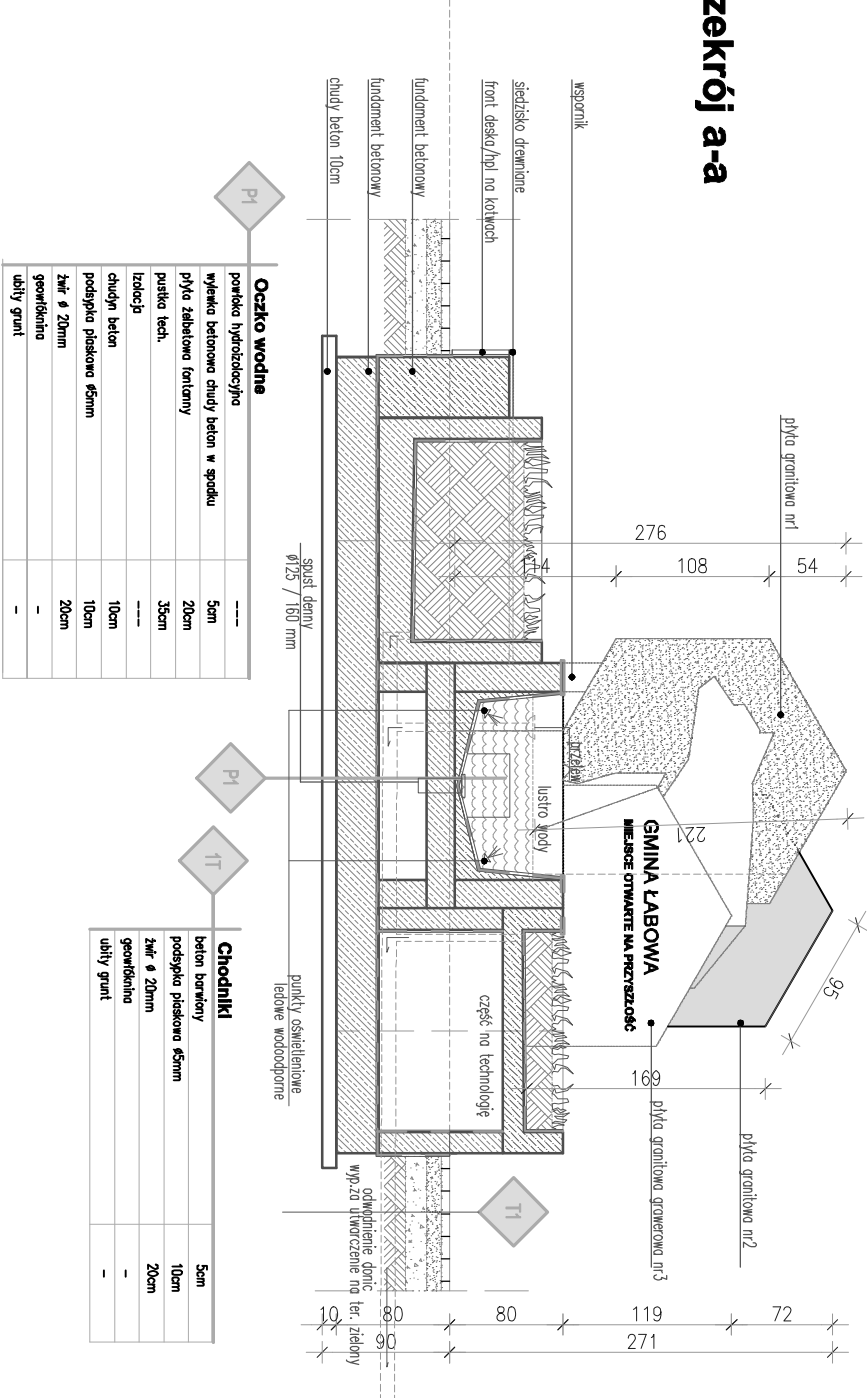 zekrój a-a
wspornik
siedzisko drewniane
front deska/hpl na kotwach
fundament betonowy
fundament betonowy
chudy beton 10cm
płyta granitowa nr1
276
114
108
54
221
95
169
GMINA ŁABOWA
MIEJSCE OTWARTE NA PRZYSZŁOŚĆ
płyta granitowa nr2
płyta granitowa grawerowa nr3
przelew
lustro wody
część na technologię
spust denny
Ø125 / 160 mm
punkty oświetleniowe
ledowe wodoodporne
odwodnienie donic
wyp.za utwardzenie na ter. zielony
T1
10
80
80
119
72
90
271
P1
Oczko wodne
powłoka hydroizolacyjna ---
wylewka betonowa chudy beton w spadku 5cm
płyta żelbetowa fontanny 20cm
pustka tech. 35cm
Izolacja ---
chudyn beton 10cm
podsypka piaskowa Ø5mm 10cm
żwir Ø 20mm 20cm
geowłóknina -
ubity grunt -
P1
1T
Chodniki
beton barwiony 5cm
podsypka piaskowa Ø5mm 10cm
żwir Ø 20mm 20cm
geowłóknina -
ubity grunt -